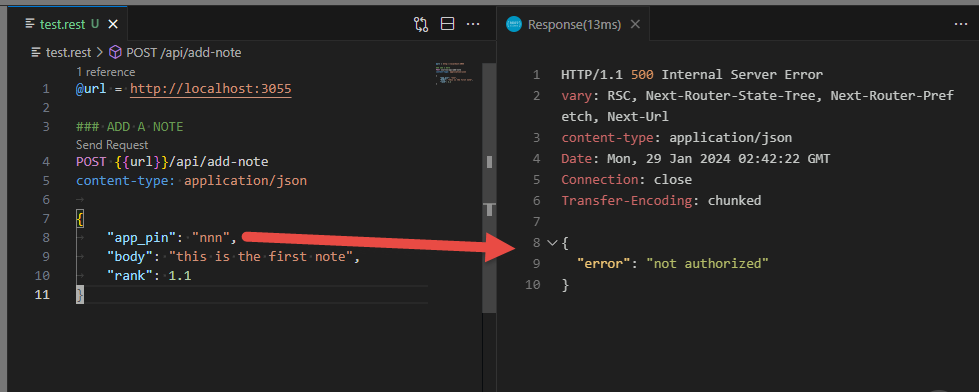 test.rest U
test.rest > POST /api/add-note
1 reference
1 @url = http://localhost:3055
2
3 ### ADD A NOTE
Send Request
4 POST {{url}}/api/add-note
5 content-type: application/json
6
7 {
8 "app_pin": "nnn",
9 "body": "this is the first note",
10 "rank": 1.1
11 }
Response(13ms)
1 HTTP/1.1 500 Internal Server Error
2 vary: RSC, Next-Router-State-Tree, Next-Router-Pref
etch, Next-Url
3 content-type: application/json
4 Date: Mon, 29 Jan 2024 02:42:22 GMT
5 Connection: close
6 Transfer-Encoding: chunked
7
8 {
9 "error": "not authorized"
10 }